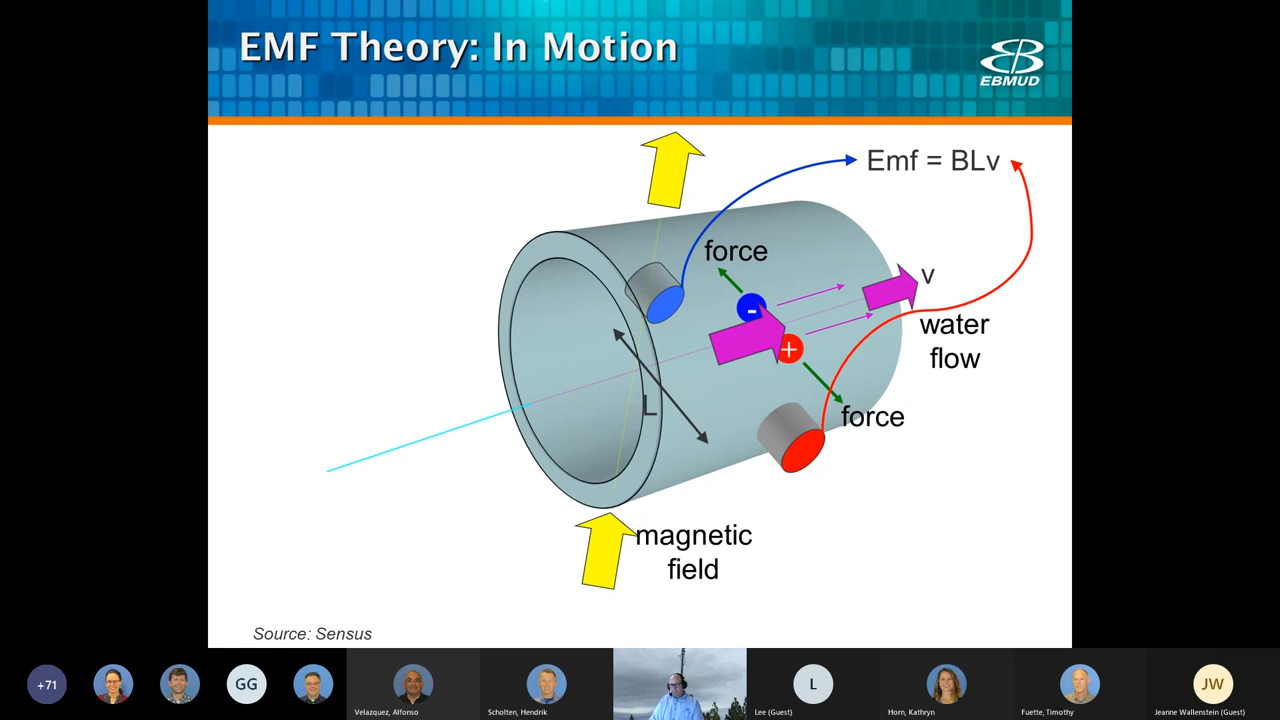 EMF Theory: In Motion
EBMUD
Emf = BLv
force
v
-
+
water
flow
L
force
magnetic
field
Source: Sensus
+71
GG
Velazquez, Alfonso
Scholten, Hendrik
L
Lee (Guest)
Horn, Kathryn
Fuette, Timothy
JW
Jeanne Wallenstein (Guest)